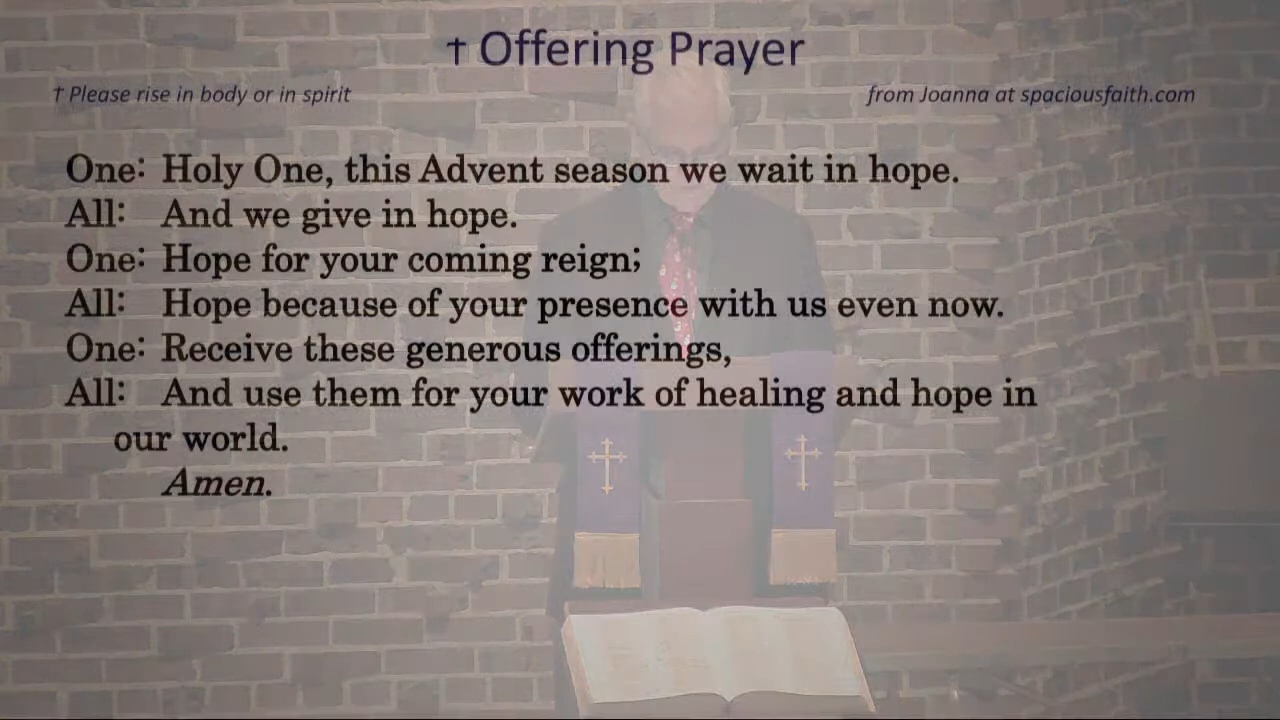 † Offering Prayer
† Please rise in body or in spirit
from Joanna at spaciousfaith.com
One: Holy One, this Advent season we wait in hope.
All: And we give in hope.
One: Hope for your coming reign;
All: Hope because of your presence with us even now.
One: Receive these generous offerings,
All: And use them for your work of healing and hope in
our world.
Amen.